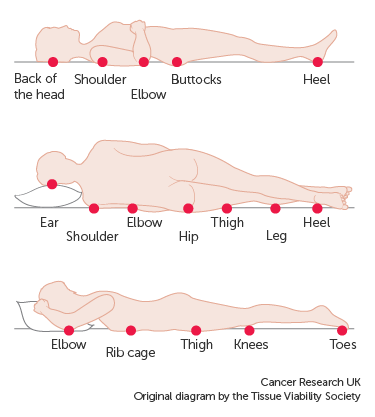 Back of
the head
Shoulder
Elbow
Buttocks
Heel
Ear
Shoulder
Elbow
Hip
Thigh
Leg
Heel
Elbow
Rib cage
Thigh
Knees
Toes
Cancer Research UK
Original diagram by the Tissue Viability Society